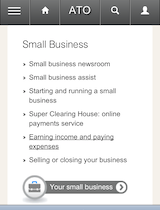 ATO
Small Business
Small business newsroom
Small business assist
Starting and running a small
business
Super Clearing House: online
payments service
Earning income and paying
expenses
Selling or closing your business
Your small business